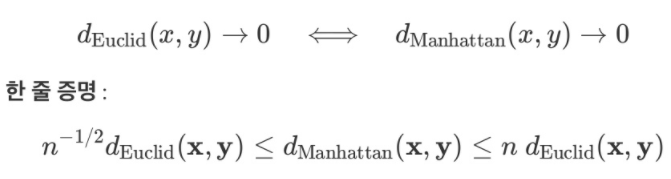 d_Euclid(x, y) → 0 ⟺ d_Manhattan(x, y) → 0
한 줄 증명 :
n^{-1/2} d_Euclid(𝐱, 𝐲) ≤ d_Manhattan(𝐱, 𝐲) ≤ n d_Euclid(𝐱, 𝐲)